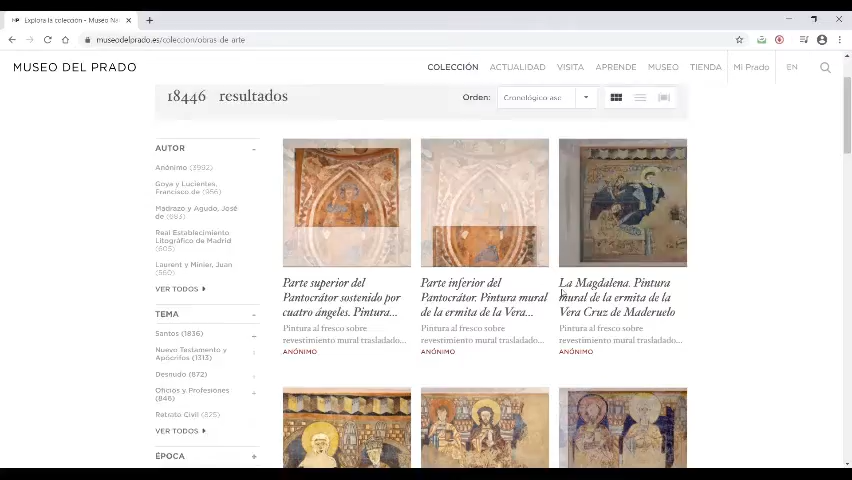 Explora la colección - Museo Na
museodelprado.es/coleccion/obras-de-arte
MUSEO DEL PRADO
COLECCIÓN ACTUALIDAD VISITA APRENDE MUSEO TIENDA Mi Prado EN
18446 resultados
Orden: Cronológico asc
AUTOR -
Anónimo (3992)
Goya y Lucientes,
Francisco de (956)
Madrazo y Agudo, José
de (683)
Real Establecimiento
Litográfico de Madrid
(605)
Laurent y Minier, Juan
(560)
VER TODOS
TEMA -
Santos (1836)
Nuevo Testamento y
Apócrifos (1313)
Desnudo (872)
Oficios y Profesiones
(846)
Retrato Civil (825)
VER TODOS
ÉPOCA +
Parte superior del
Pantocrátor sostenido por
cuatro ángeles. Pintura...
Pintura al fresco sobre
revestimiento mural trasladado...
ANÓNIMO
Parte inferior del
Pantocrátor. Pintura mural
de la ermita de la Vera...
Pintura al fresco sobre
revestimiento mural trasladado...
ANÓNIMO
La Magdalena. Pintura
mural de la ermita de la
Vera Cruz de Maderuelo
Pintura al fresco sobre
revestimiento mural trasladado...
ANÓNIMO